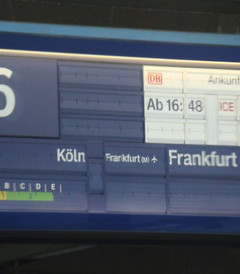 6
DB Ankunf
Ab 16: 48 ICE
Köln Frankfurt (M) ✈ Frankfurt
B | C | D | E |